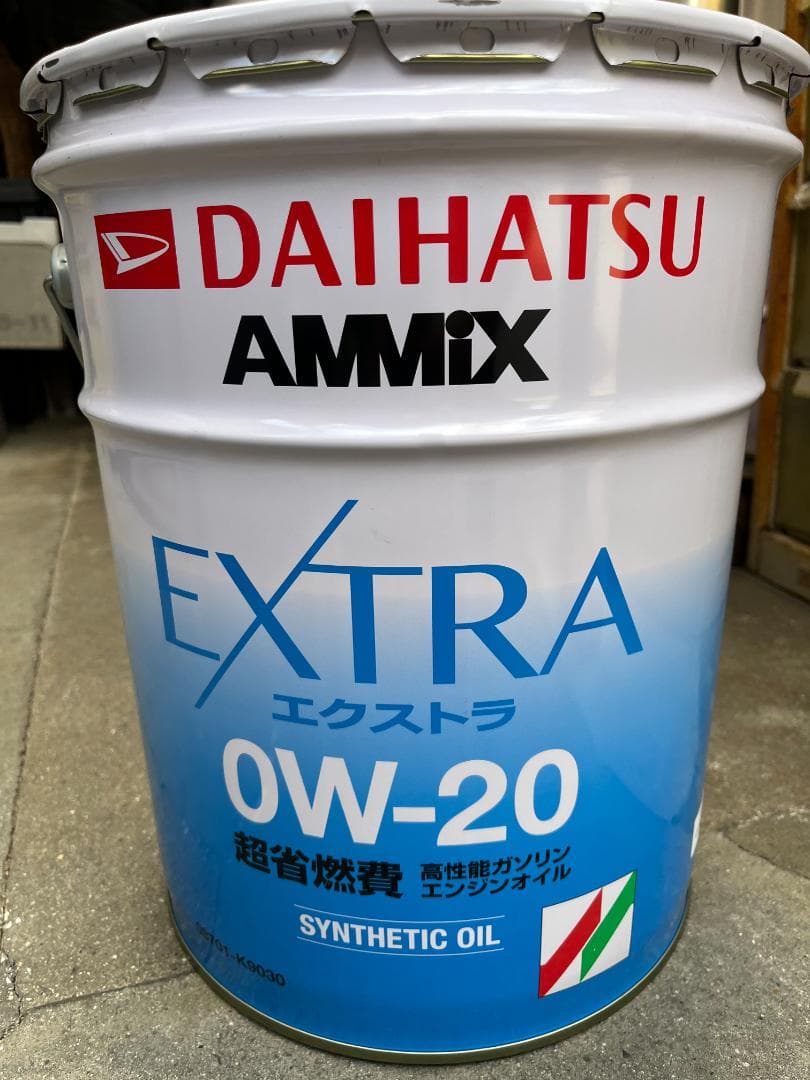 DAIHATSU
AMMiX
EXTRA
エクストラ
0W-20
超省燃費 高性能ガソリン
エンジンオイル
SYNTHETIC OIL
-K9030